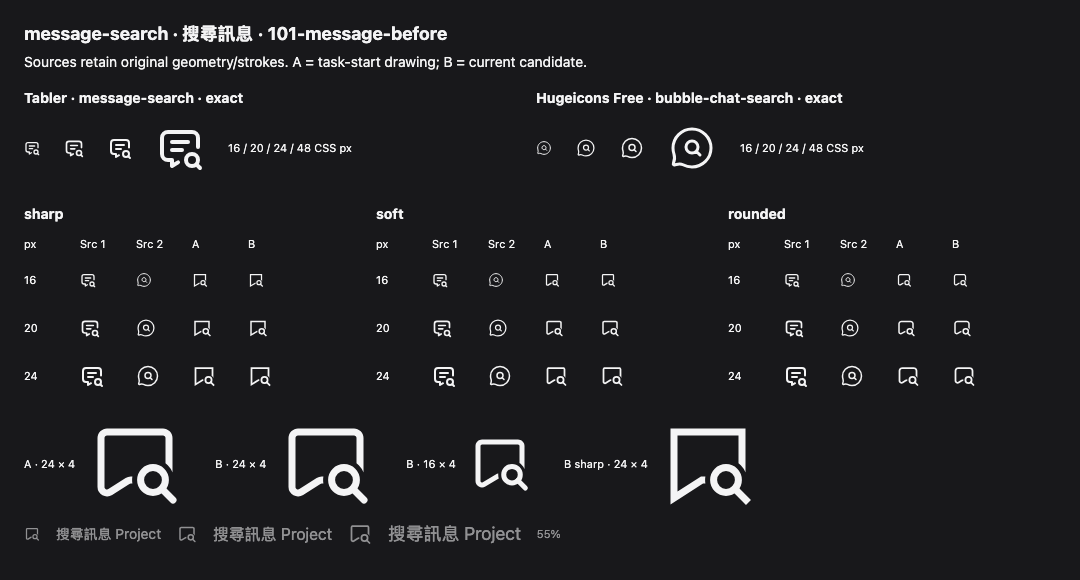 message-search · 搜尋訊息 · 101-message-before
Sources retain original geometry/strokes. A = task-start drawing; B = current candidate.
Tabler · message-search · exact
Hugeicons Free · bubble-chat-search · exact
16 / 20 / 24 / 48 CSS px
16 / 20 / 24 / 48 CSS px
sharp
px Src 1 Src 2 A B
16
20
24
soft
px Src 1 Src 2 A B
16
20
24
rounded
px Src 1 Src 2 A B
16
20
24
A · 24 × 4
B · 24 × 4
B · 16 × 4
B sharp · 24 × 4
搜尋訊息 Project
搜尋訊息 Project
搜尋訊息 Project
55%